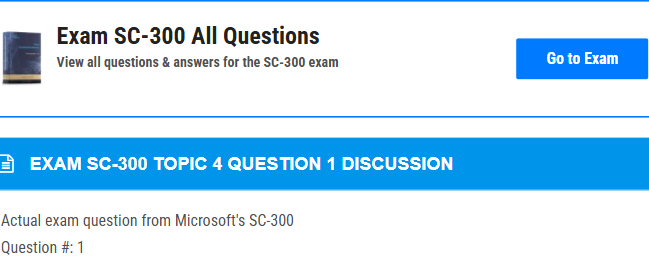 Exam SC-300 All Questions
View all questions & answers for the SC-300 exam
Go to Exam
EXAM SC-300 TOPIC 4 QUESTION 1 DISCUSSION
Actual exam question from Microsoft's SC-300
Question #: 1